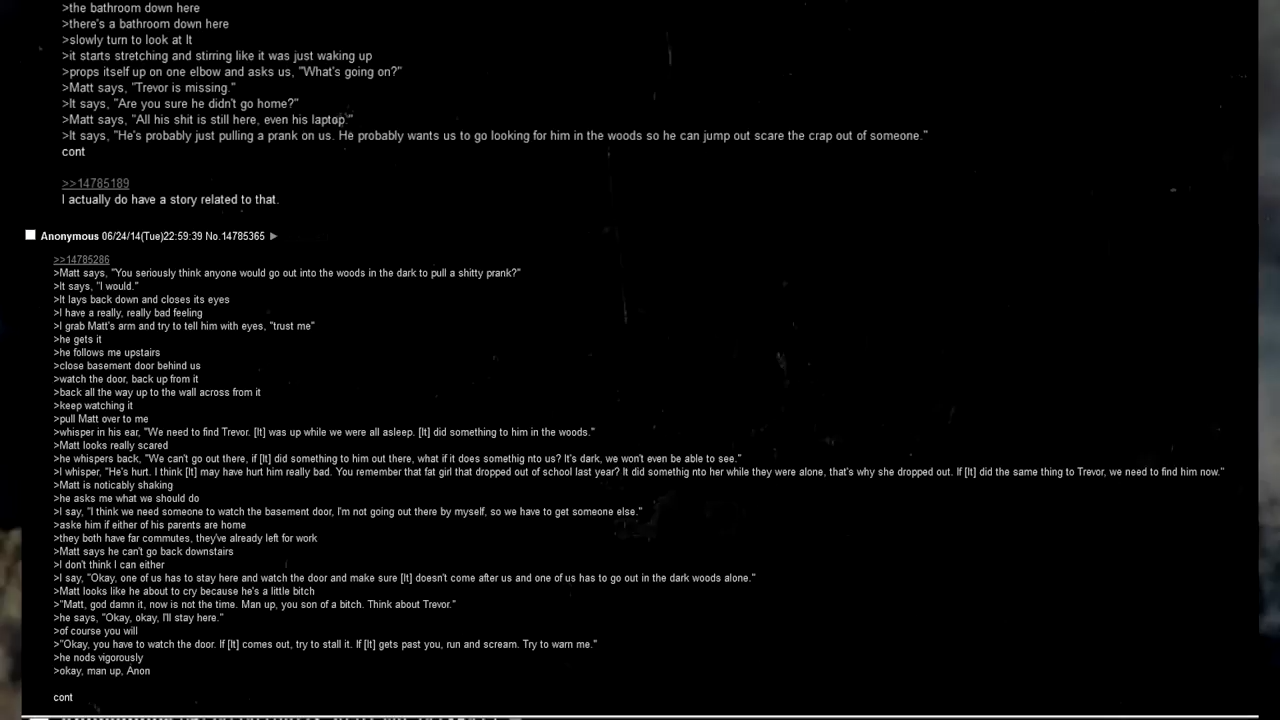 >the bathroom down here
>there's a bathroom down here
>slowly turn to look at It
>it starts stretching and stirring like it was just waking up
>props itself up on one elbow and asks us, "What's going on?"
>Matt says, "Trevor is missing."
>It says, "Are you sure he didn't go home?"
>Matt says, "All his shit is still here, even his laptop."
>It says, "He's probably just pulling a prank on us. He probably wants us to go looking for him in the woods so he can jump out scare the crap out of someone."
cont
>>14785189
I actually do have a story related to that.
Anonymous 06/24/14(Tue)22:59:39 No.14785365 ▶
>>14785286
>Matt says, "You seriously think anyone would go out into the woods in the dark to pull a shitty prank?"
>It says, "I would."
>It lays back down and closes its eyes
>I have a really, really bad feeling
>I grab Matt's arm and try to tell him with eyes, "trust me"
>he gets it
>he follows me upstairs
>close basement door behind us
>watch the door, back up from it
>back all the way up to the wall across from it
>keep watching it
>pull Matt over to me
>whisper in his ear, "We need to find Trevor. [It] was up while we were all asleep. [It] did something to him in the woods."
>Matt looks really scared
>he whispers back, "We can't go out there, if [It] did something to him out there, what if it does somethig nto us? It's dark, we won't even be able to see."
>I whisper, "He's hurt. I think [It] may have hurt him really bad. You remember that fat girl that dropped out of school last year? It did somethig nto her while they were alone, that's why she dropped out. If [It] did the same thing to Trevor, we need to find him now."
>Matt is noticably shaking
>he asks me what we should do
>I say, "I think we need someone to watch the basement door, I'm not going out there by myself, so we have to get someone else."
>aske him if either of his parents are home
>they both have far commutes, they've already left for work
>Matt says he can't go back downstairs
>I don't think I can either
>I say, "Okay, one of us has to stay here and watch the door and make sure [It] doesn't come after us and one of us has to go out in the dark woods alone."
>Matt looks like he about to cry because he's a little bitch
>"Matt, god damn it, now is not the time. Man up, you son of a bitch. Think about Trevor."
>he says, "Okay, okay, I'll stay here."
>of course you will
>"Okay, you have to watch the door. If [It] comes out, try to stall it. If [It] gets past you, run and scream. Try to warn me."
>he nods vigorously
>okay, man up, Anon
cont